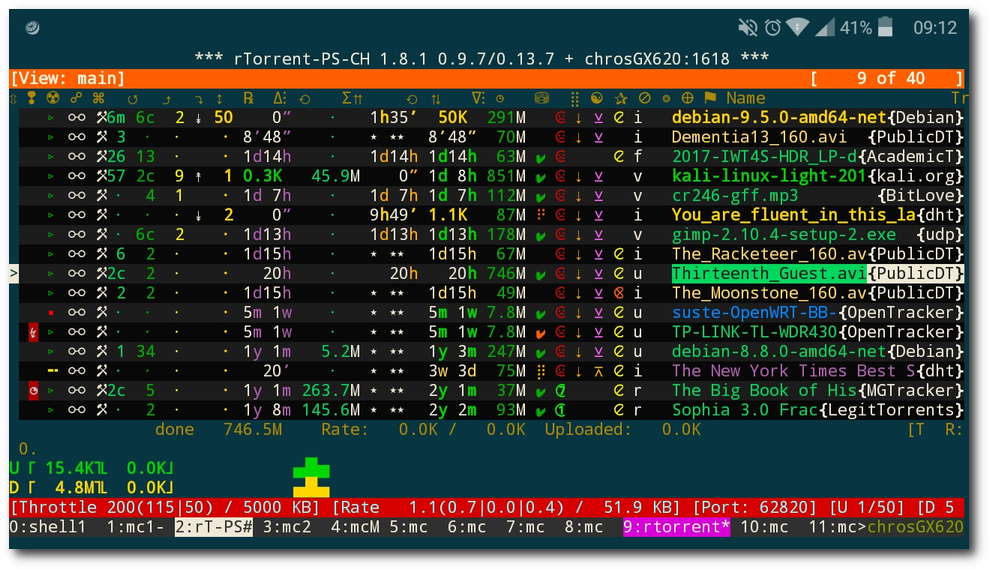 41% 09:12
*** rTorrent-PS-CH 1.8.1 0.9.7/0.13.7 + chrosGX620:1618 ***
[View: main] [ 9 of 40 ]
Name Tr
6m 6c 2 50 0” 1h35’ 50K 291M i debian-9.5.0-amd64-net{Debian}
3 · · · 8’48” * ** 8’48” 70M i Dementia13_160.avi {PublicDT}
26 13 · · 1d14h 1d14h 1d14h 63M f 2017-IWT4S-HDR_LP-d{AcademicT}
57 2c 9 1 0.3K 45.9M 0” 1d 8h 851M v kali-linux-light-201{kali.org}
· 4 1 · 1d 7h 1d 7h 1d 7h 112M v cr246-gff.mp3 {BitLove}
· · · 2 0” 9h49’ 1.1K 87M i You_are_fluent_in_this_la{dht}
· 6c 2 · 1d13h 1d13h 1d13h 178M v gimp-2.10.4-setup-2.exe {udp}
6 2 · · 1d15h * ** 1d15h 67M i The_Racketeer_160.av{PublicDT}
> 2c 2 · · 20h 20h 20h 746M u Thirteenth_Guest.avi{PublicDT}
2 2 · · 1d15h * ** 1d15h 49M i The_Moonstone_160.av{PublicDT}
· · · · 5m 1w * ** 5m 1w 7.8M u suste-OpenWRT-BB-{OpenTracker}
· · · · 5m 1w * ** 5m 1w 7.8M u TP-LINK-TL-WDR430{OpenTracker}
1 34 · · 1y 1m 5.2M * ** 1y 3m 247M u debian-8.8.0-amd64-net{Debian}
· · · · 20’ * ** 3w 3d 75M i The New York Times Best S{dht}
2c 5 · · 1y 1m 263.7M * ** 2y 1m 37M r The Big Book of His{MGTracker}
· 2 · · 1y 8m 145.6M * ** 2y 2m 93M r Sophia 3.0 Frac{LegitTorrents}
done 746.5M Rate: 0.0K / 0.0K Uploaded: 0.0K [T R:
0.
U 15.4K 0.0K
D 4.8M 0.0K
[Throttle 200(115|50) / 5000 KB] [Rate 1.1(0.7|0.0|0.4) / 51.9 KB] [Port: 62820] [U 1/50] [D 5
0:shell1 1:mc1- 2:rT-PS# 3:mc2 4:mcM 5:mc 6:mc 7:mc 8:mc 9:rtorrent* 10:mc 11:mc>chrosGX620